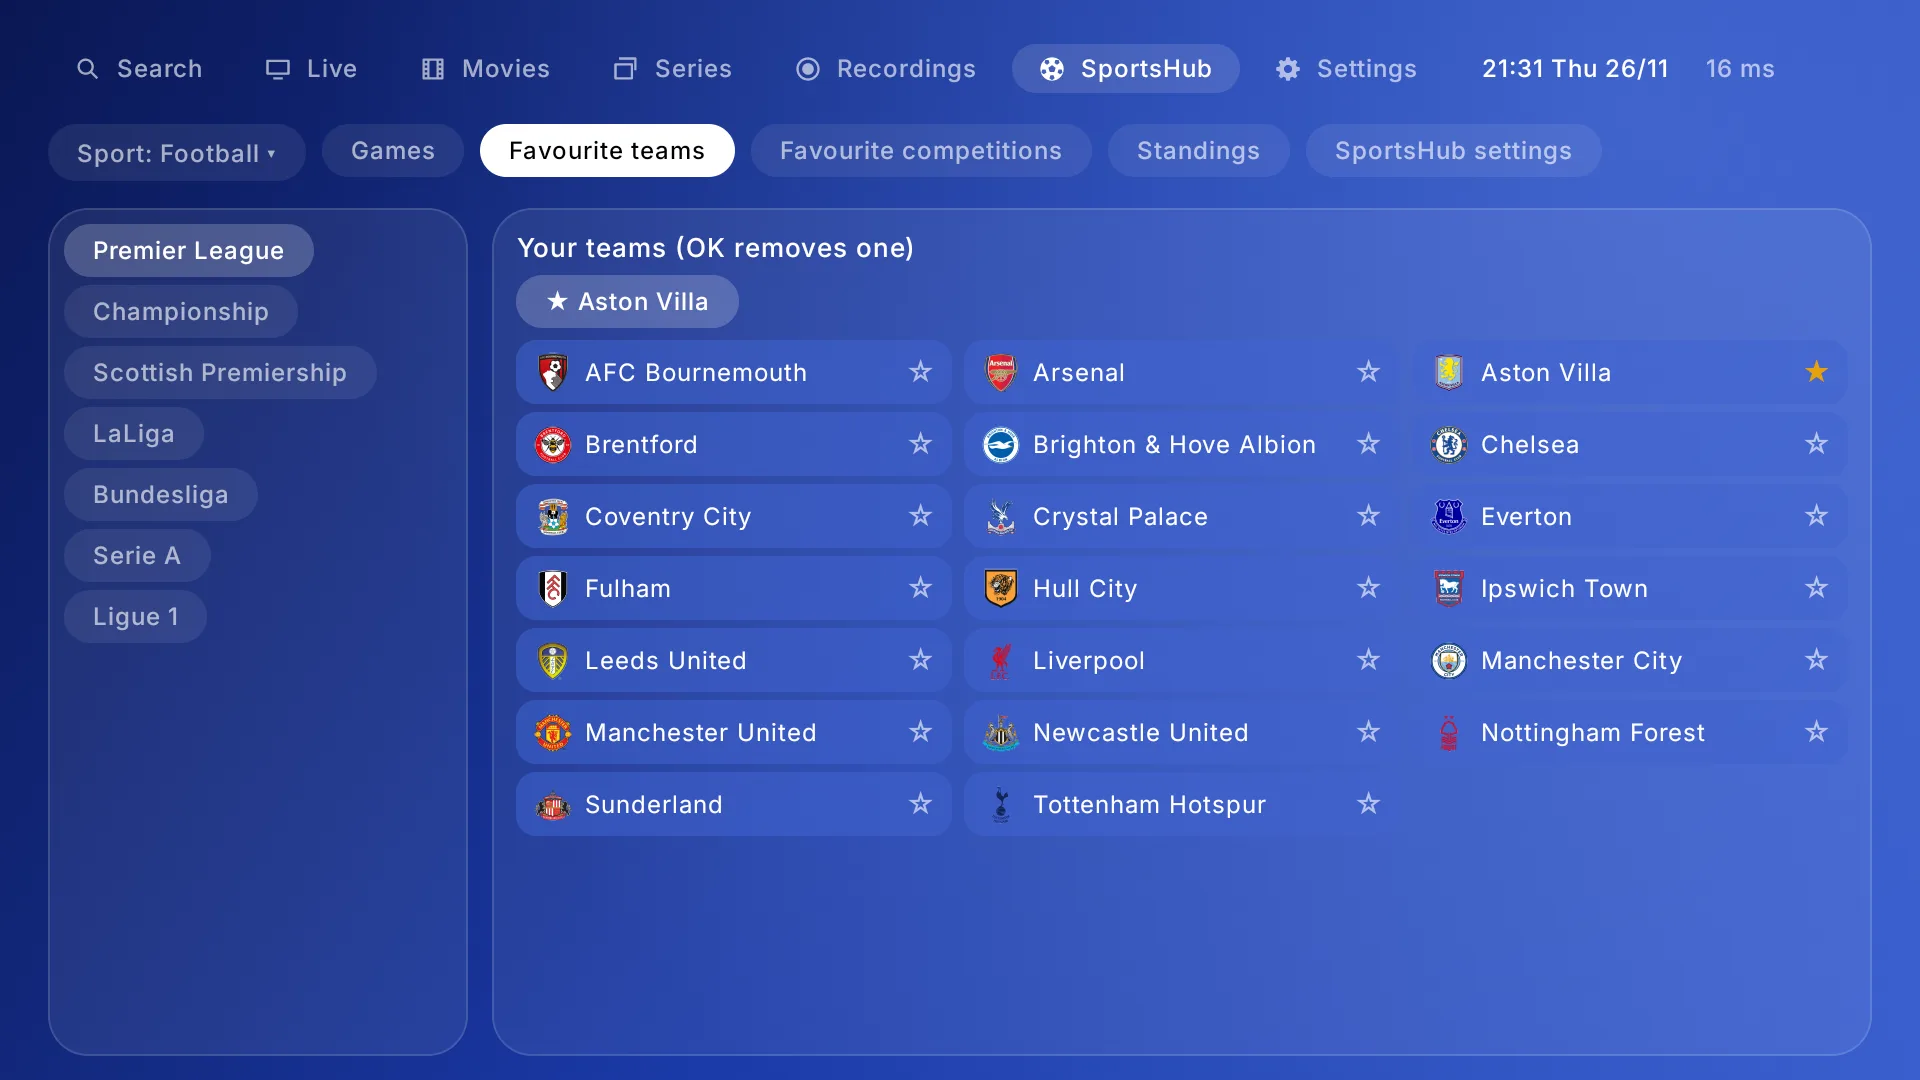 Search Live Movies Series Recordings SportsHub Settings 21:31 Thu 26/11 16 ms
Sport: Football ▾ Games Favourite teams Favourite competitions Standings SportsHub settings
Premier League
Championship
Scottish Premiership
LaLiga
Bundesliga
Serie A
Ligue 1
Your teams (OK removes one)
★ Aston Villa
AFC Bournemouth ☆ Arsenal ☆ Aston Villa ★
Brentford ☆ Brighton & Hove Albion ☆ Chelsea ☆
Coventry City ☆ Crystal Palace ☆ Everton ☆
Fulham ☆ Hull City ☆ Ipswich Town ☆
Leeds United ☆ Liverpool ☆ Manchester City ☆
Manchester United ☆ Newcastle United ☆ Nottingham Forest ☆
Sunderland ☆ Tottenham Hotspur ☆